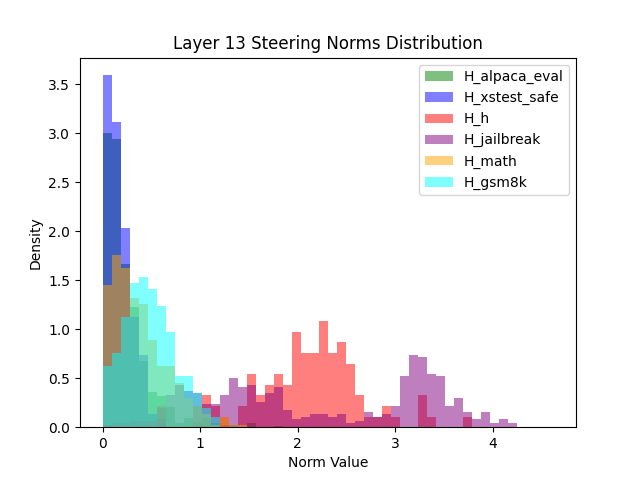 Layer 13 Steering Norms Distribution
H_alpaca_eval
H_xstest_safe
H_h
H_jailbreak
H_math
H_gsm8k
3.5
3.0
2.5
2.0
1.5
1.0
0.5
0.0
Density
0 1 2 3 4
Norm Value